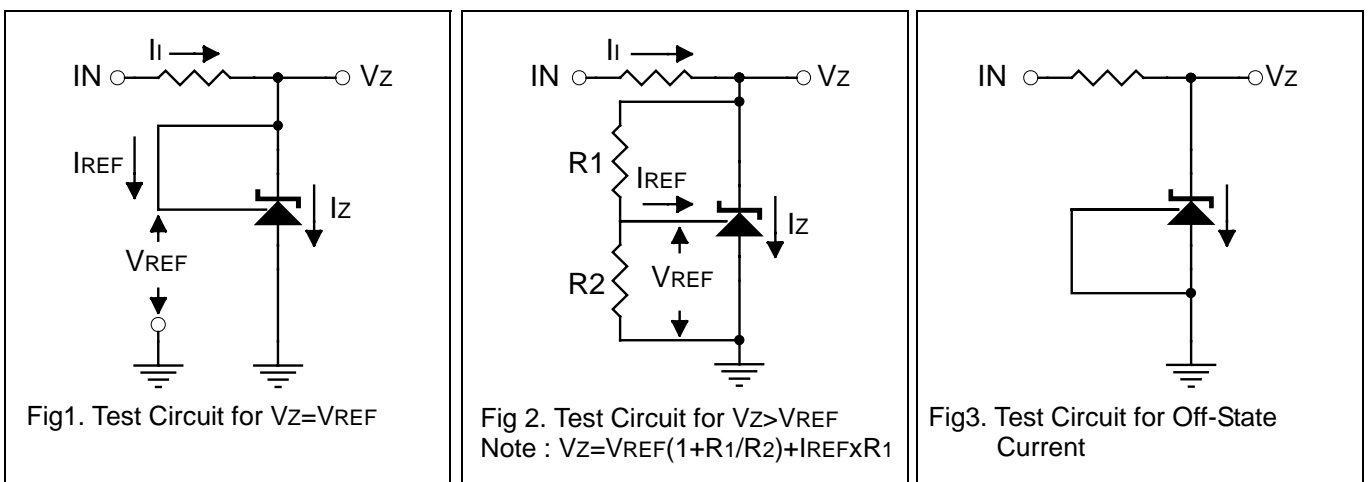 II
IN
VZ
IREF
IZ
VREF
Fig1. Test Circuit for VZ=VREF
II
IN
VZ
R1
IREF
IZ
R2
VREF
Fig 2. Test Circuit for VZ>VREF
Note : VZ=VREF(1+R1/R2)+IREFxR1
IN
VZ
Fig3. Test Circuit for Off-State
Current